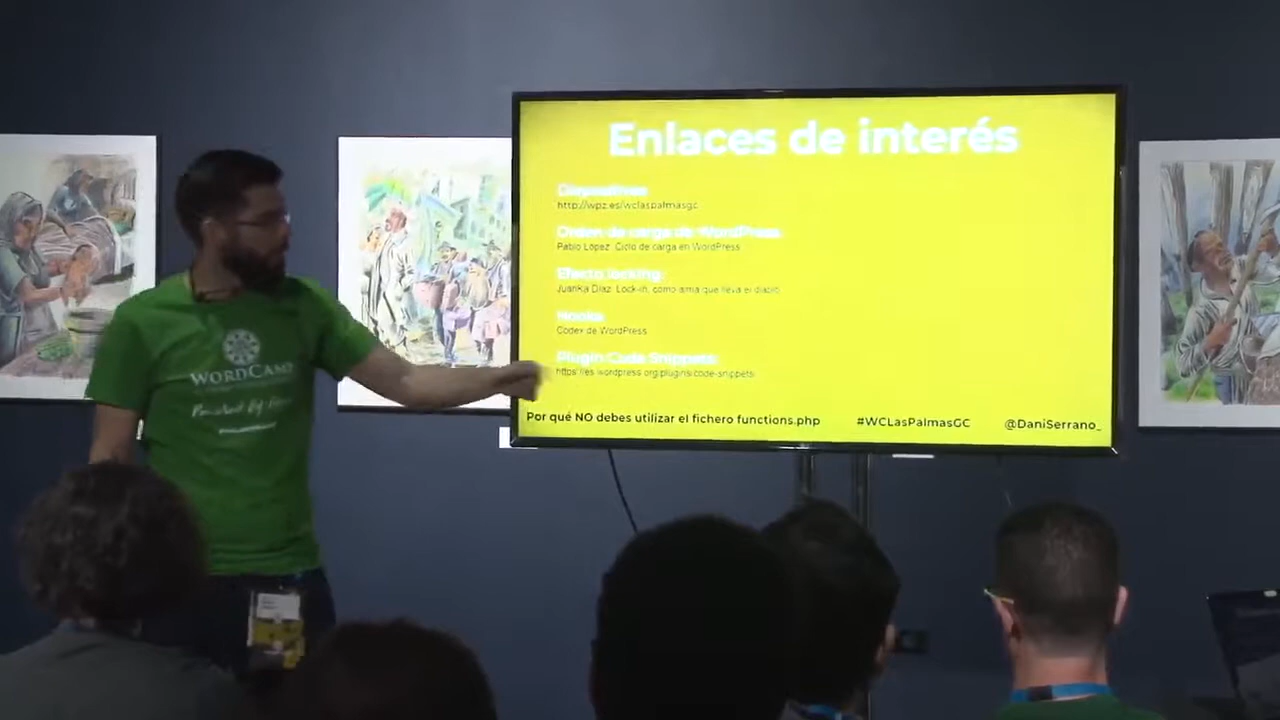 Enlaces de interés
Diapositivas
http://wpz.es/wclaspalmasgc
Orden de carga de WordPress
Pablo López: Ciclo de carga en WordPress
Efecto locking
Juanka Díaz: Lock-in, como alma que lleva el diablo
Hooks
Codex de WordPress
Plugin Code Snippets:
https://es.wordpress.org/plugins/code-snippets
Por qué NO debes utilizar el fichero functions.php
#WCLasPalmasGC
@DaniSerrano_
WORDCAMP
Powered By